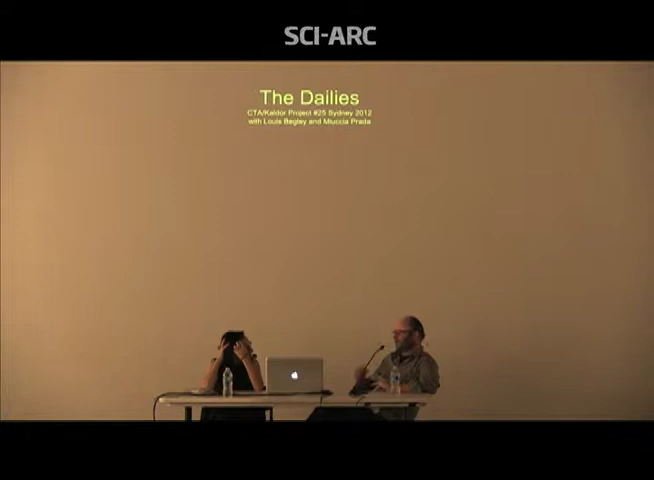 SCI-ARC
The Dailies
CTA/Kaldor Project #25 Sydney 2012
with Louis Begley and Miuccia Prada